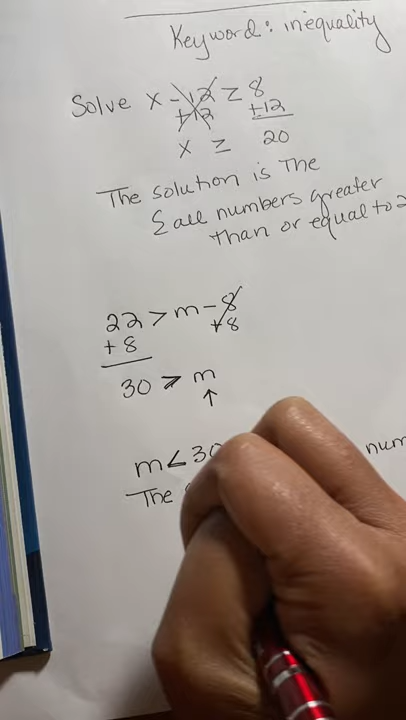 Keyword: inequality
Solve x - 12 ≥ 8
+12 +12
x ≥ 20
The solution is The
{ all numbers greater
than or equal to 2
22 > m - 8
+ 8 +8
30 > m
↑
m < 30
num
The